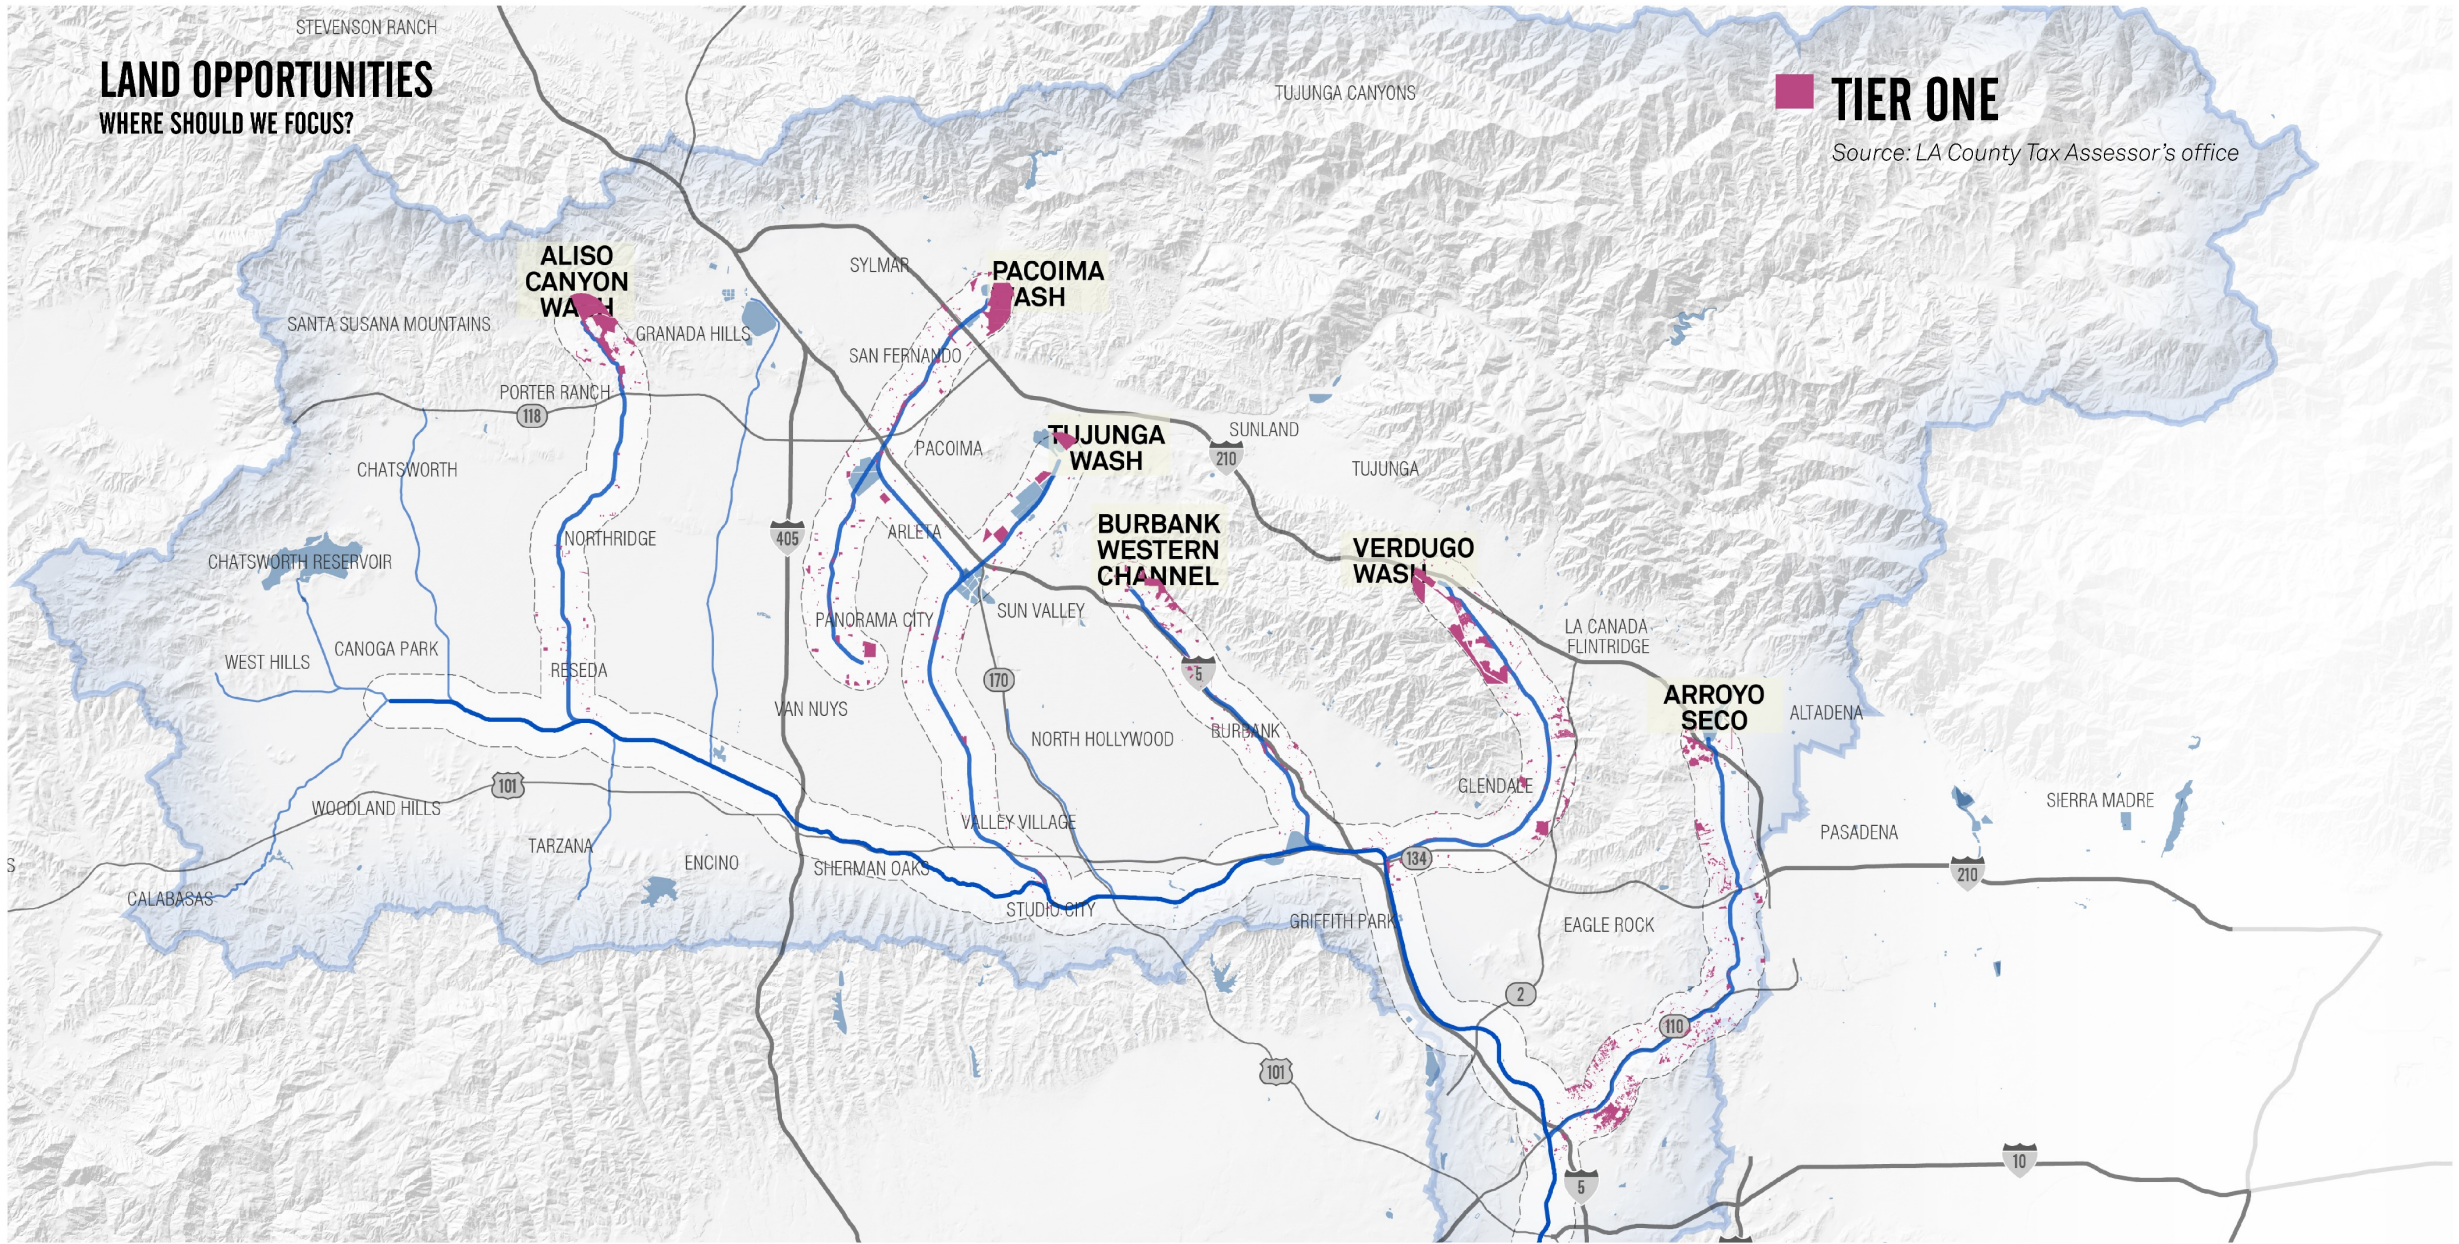 STEVENSON RANCH
LAND OPPORTUNITIES
WHERE SHOULD WE FOCUS?
TIER ONE
Source: LA County Tax Assessor's office
TUJUNGA CANYONS
ALISO
CANYON
WASH
SYLMAR
PACOIMA
WASH
SANTA SUSANA MOUNTAINS
GRANADA HILLS
SAN FERNANDO
PORTER RANCH
118
TUJUNGA
WASH
SUNLAND
210
TUJUNGA
PACOIMA
CHATSWORTH
BURBANK
WESTERN
CHANNEL
405
ARLETA
NORTHRIDGE
VERDUGO
WASH
CHATSWORTH RESERVOIR
PANORAMA CITY
SUN VALLEY
LA CANADA
FLINTRIDGE
CANOGA PARK
WEST HILLS
RESEDA
170
5
ARROYO
SECO
ALTADENA
VAN NUYS
NORTH HOLLYWOOD
BURBANK
101
GLENDALE
WOODLAND HILLS
SIERRA MADRE
VALLEY VILLAGE
PASADENA
TARZANA
ENCINO
SHERMAN OAKS
134
210
S
CALABASAS
STUDIO CITY
GRIFFITH PARK
EAGLE ROCK
2
110
101
10
5